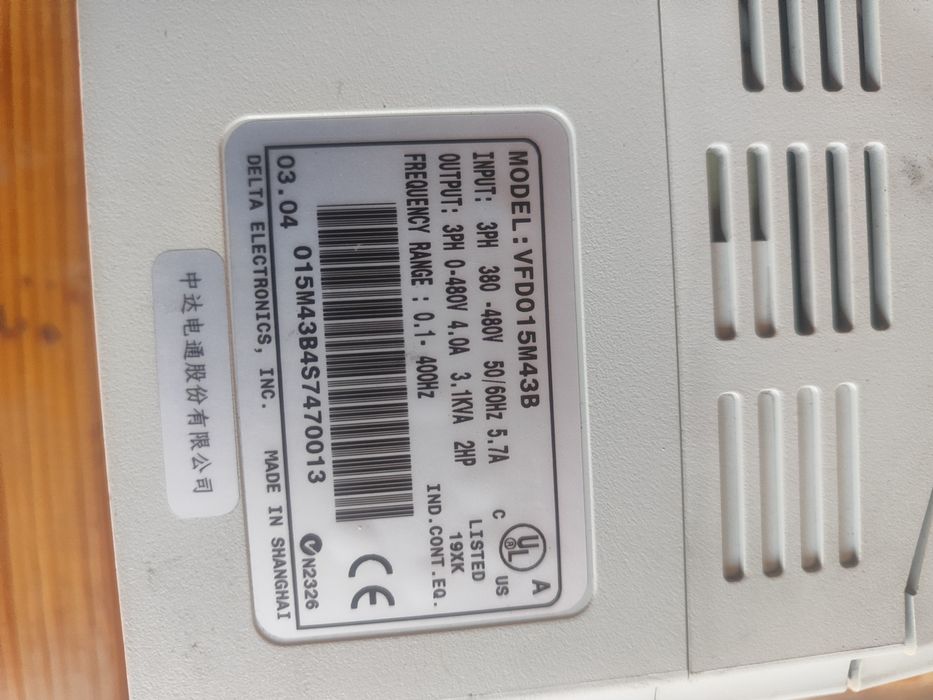 MODEL:VFD015M43B
INPUT: 3PH 380 -480V 50/60Hz 5.7A
OUTPUT: 3PH 0-480V 4.0A 3.1KVA 2HP
FREQUENCY RANGE : 0.1- 400Hz
A
C UL® US
LISTED
19XK
IND.CONT.EQ.
CE
03.04 015M43B4S7470013
N2326
DELTA ELECTRONICS, INC. MADE IN SHANGHAI
中达电通股份有限公司